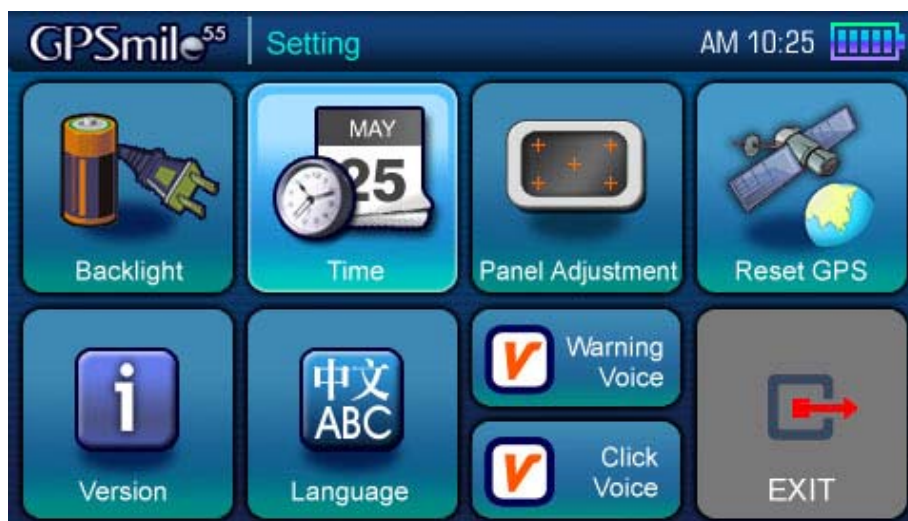 GPSmile55
Setting
AM 10:25
MAY
25
Backlight
Time
Panel Adjustment
Reset GPS
i
Version
中文
ABC
Language
V
Warning
Voice
V
Click
Voice
EXIT